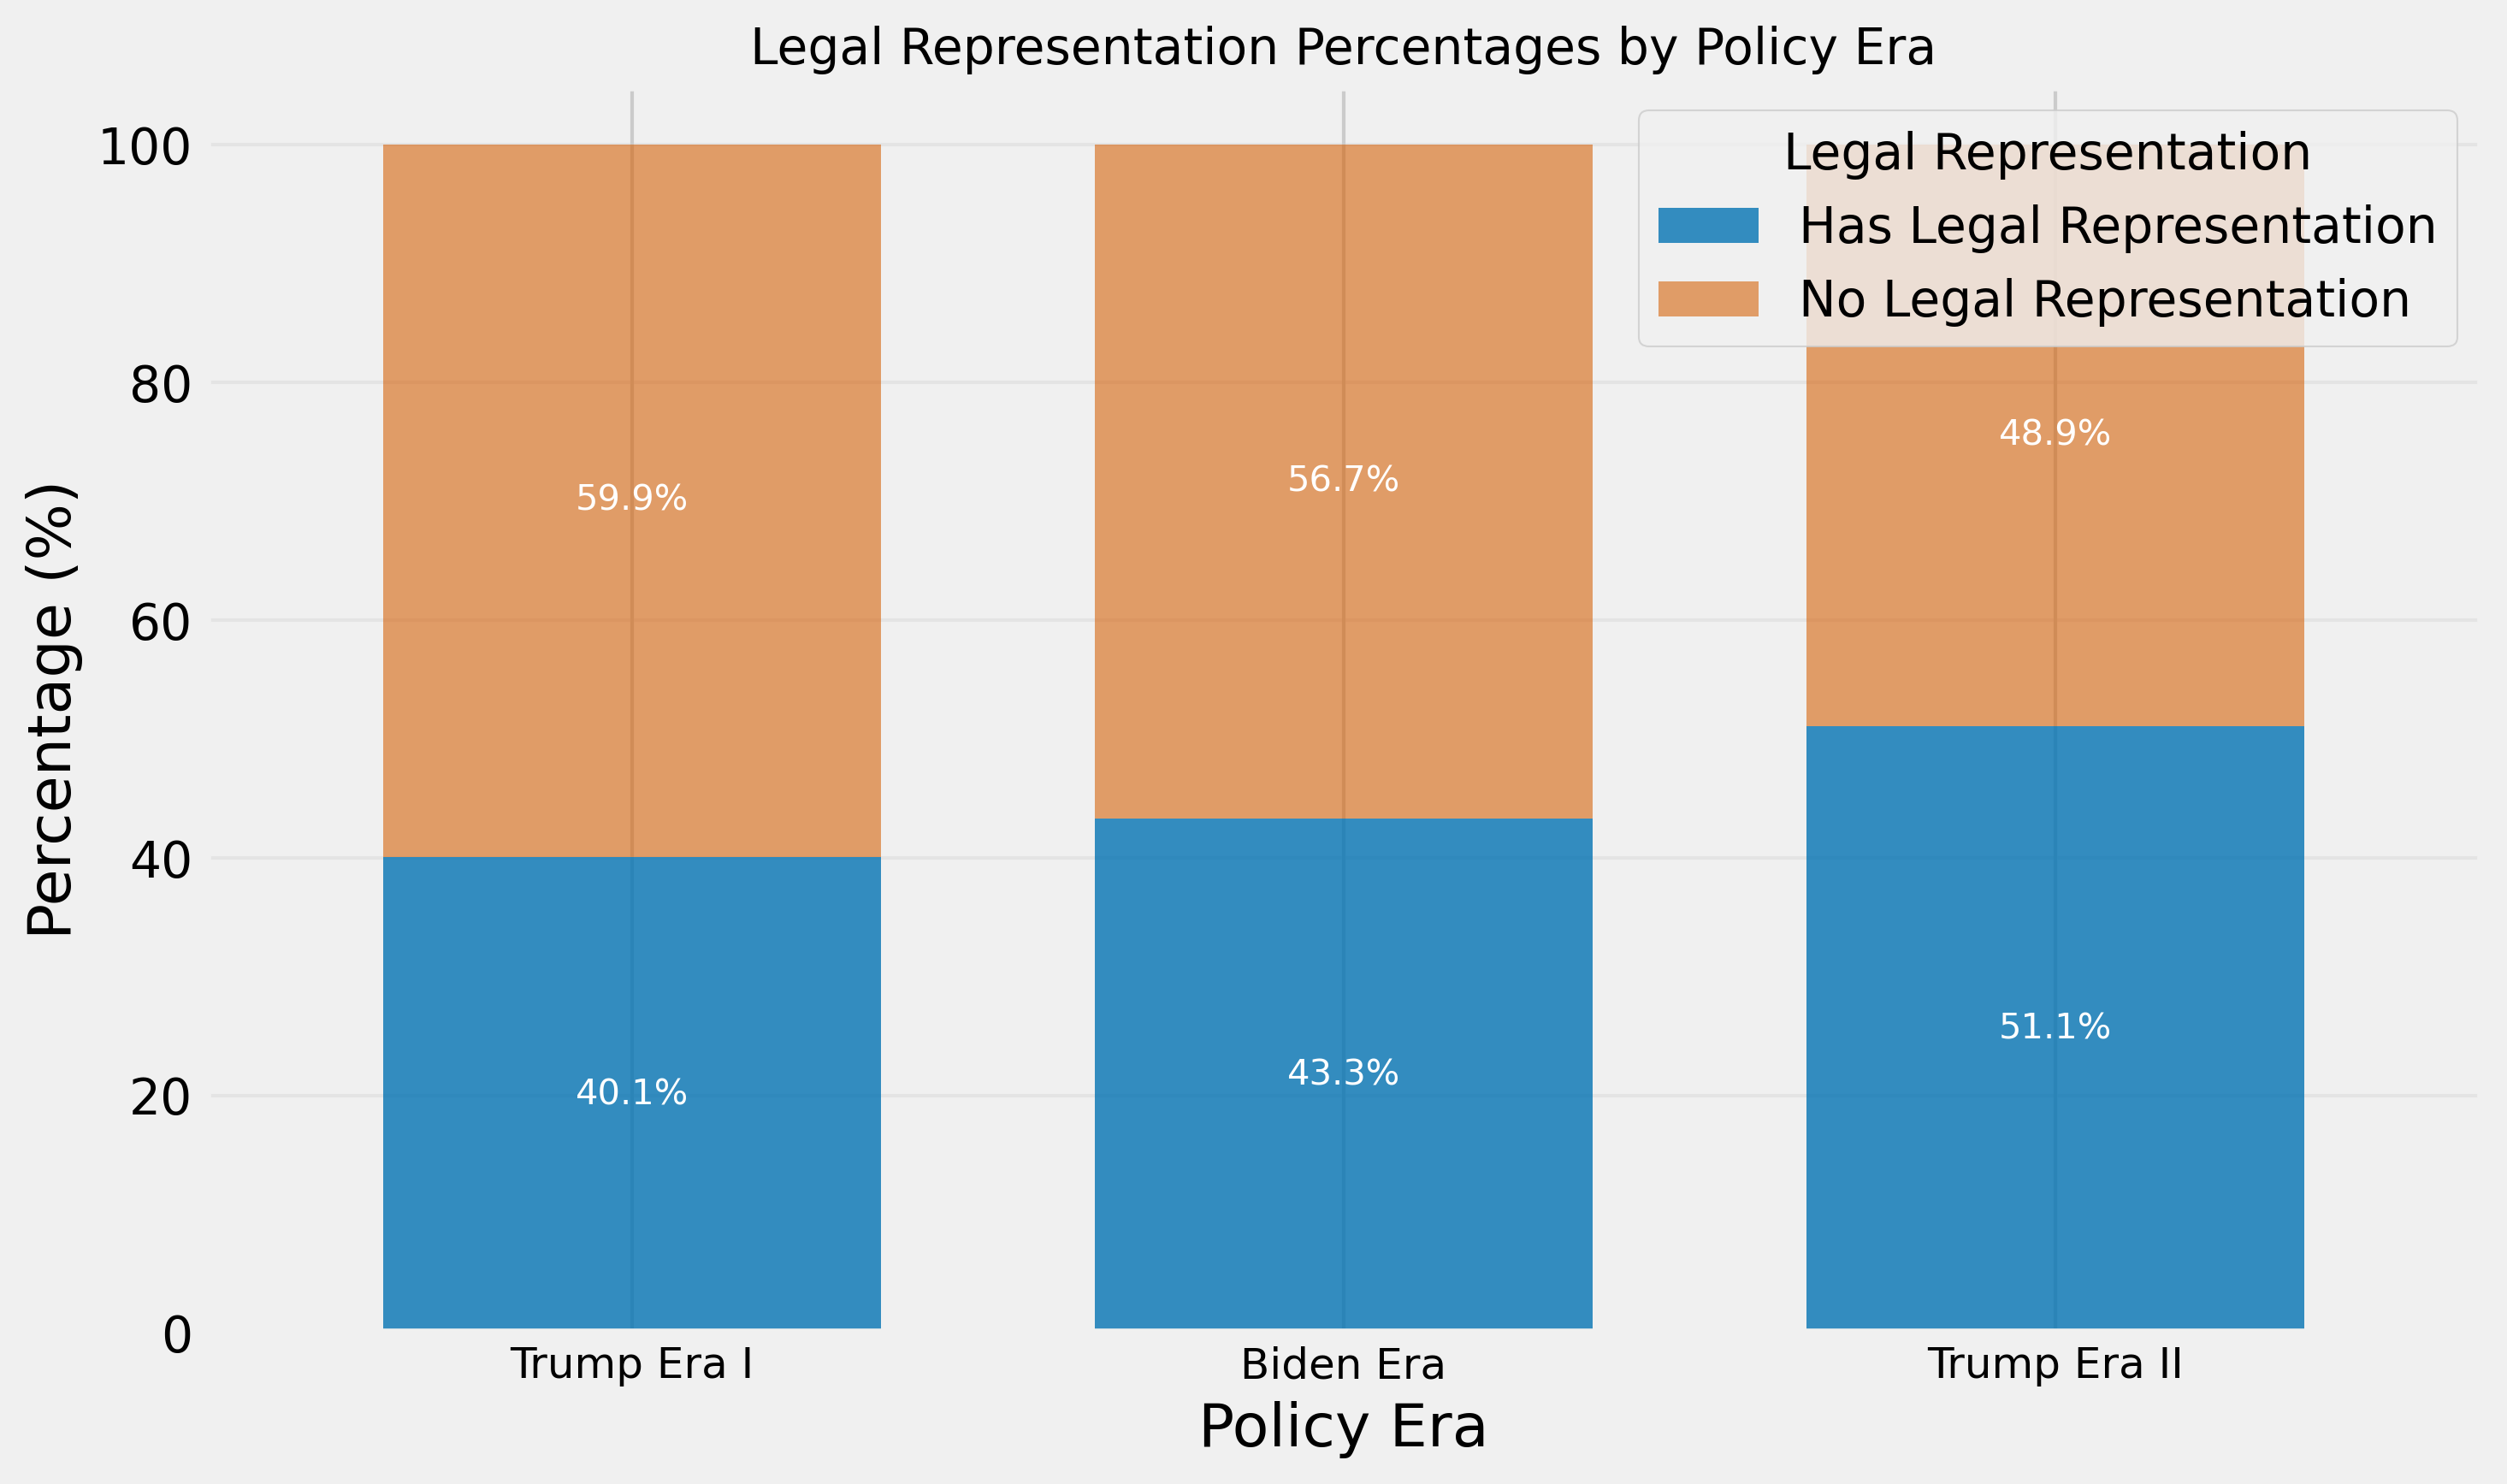 Legal Representation Percentages by Policy Era
Legal Representation
Has Legal Representation
No Legal Representation
Percentage (%)
100
80
60
40
20
0
59.9%
56.7%
48.9%
40.1%
43.3%
51.1%
Trump Era I
Biden Era
Trump Era II
Policy Era